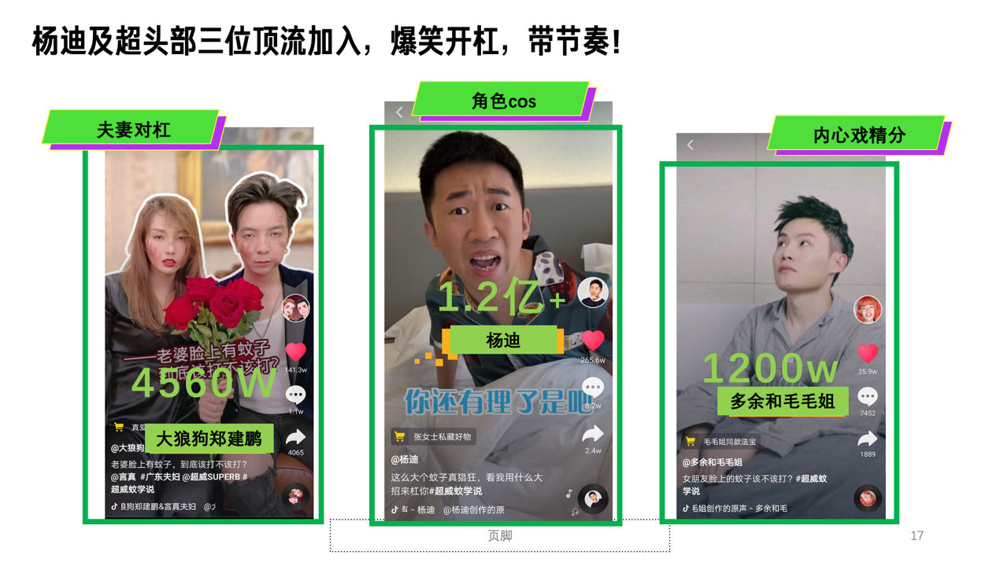 杨迪及超头部三位顶流加入，爆笑开杠，带节奏!
夫妻对杠
——老婆脸上有蚊子
到底该打不该打?
4560W
141.3w
1.1w
4065
真爱
大狼狗郑建鹏
@大狼狗
老婆脸上有蚊子，到底该打不该打?
@言真 #广东夫妇 @超威SUPERB #
超威蚊学说
良狗郑建鹏&言真夫妇
角色cos
1.2亿+
杨迪
265.6w
你还有理了是吧
8.2w
张女士私藏好物
2.4w
@杨迪
这么大个蚊子真猖狂，看我用什么大
招来杠你#超威蚊学说
- 杨迪 @杨迪创作的原
内心戏精分
1200w
25.9w
多余和毛毛姐
7452
毛毛姐同款法宝
1889
@多余和毛毛姐
女朋友脸上的蚊子该不该打? #超威蚊
学说
毛姐创作的原声 - 多余和毛
页脚
17